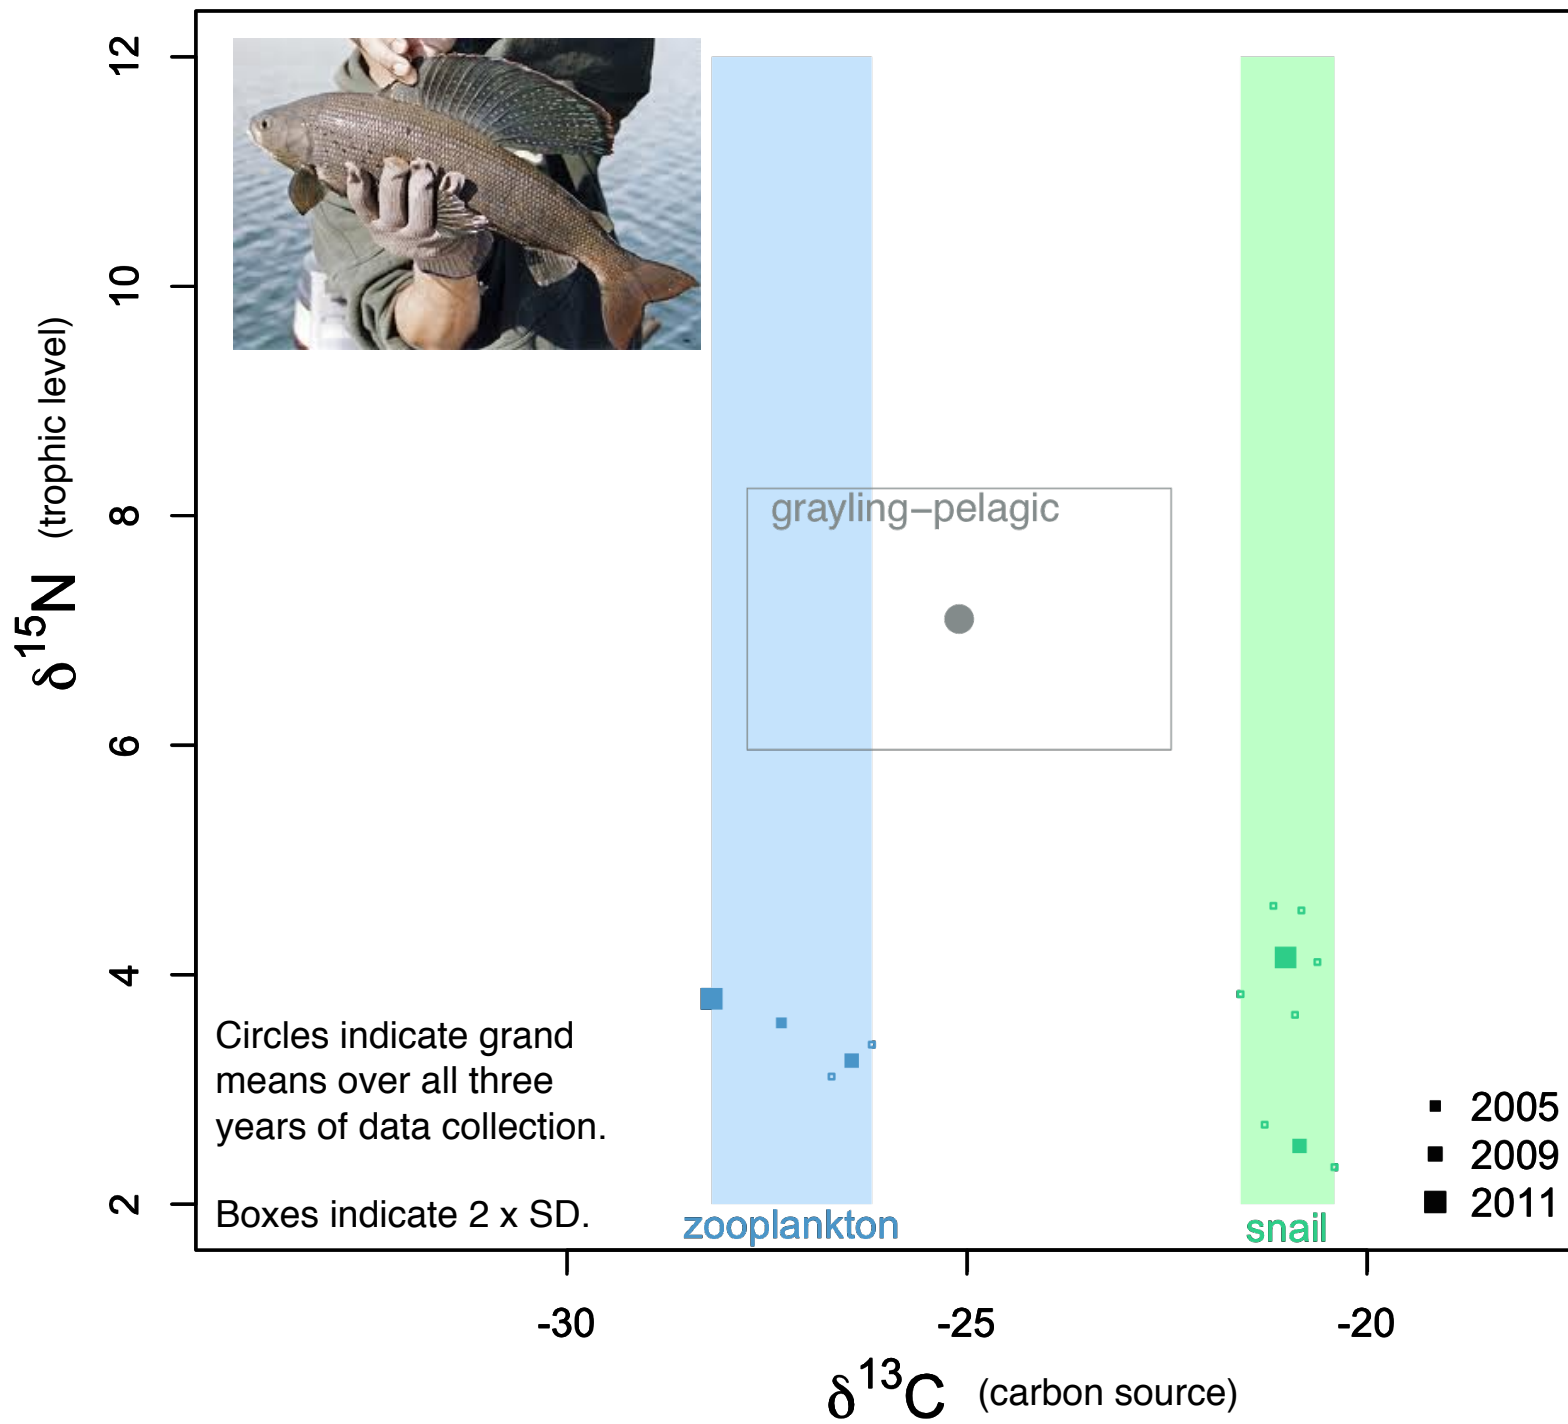 12
10
8
6
4
2
δ15N (trophic level)
grayling–pelagic
Circles indicate grand
means over all three
years of data collection.
Boxes indicate 2 x SD.
zooplankton
snail
2005
2009
2011
-30
-25
-20
δ13C (carbon source)